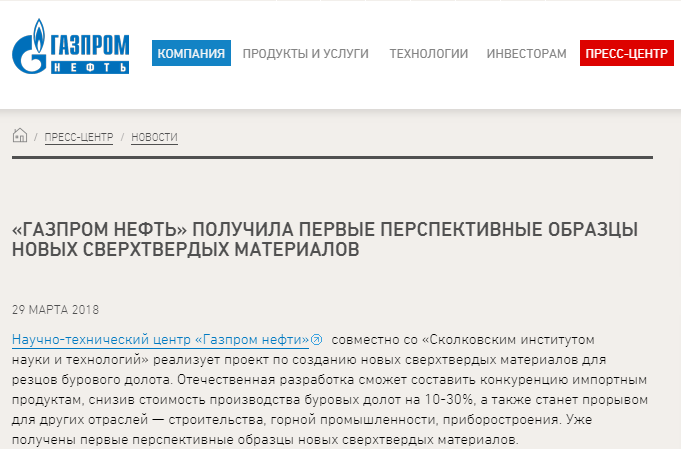 ГАЗПРОМ
НЕФТЬ
КОМПАНИЯ ПРОДУКТЫ И УСЛУГИ ТЕХНОЛОГИИ ИНВЕСТОРАМ ПРЕСС-ЦЕНТР
/ ПРЕСС-ЦЕНТР / НОВОСТИ
«ГАЗПРОМ НЕФТЬ» ПОЛУЧИЛА ПЕРВЫЕ ПЕРСПЕКТИВНЫЕ ОБРАЗЦЫ
НОВЫХ СВЕРХТВЕРДЫХ МАТЕРИАЛОВ
29 МАРТА 2018
Научно-технический центр «Газпром нефти» совместно со «Сколковским институтом
науки и технологий» реализует проект по созданию новых сверхтвердых материалов для
резцов бурового долота. Отечественная разработка сможет составить конкуренцию импортным
продуктам, снизив стоимость производства буровых долот на 10-30%, а также станет прорывом
для других отраслей — строительства, горной промышленности, приборостроения. Уже
получены первые перспективные образцы новых сверхтвердых материалов.